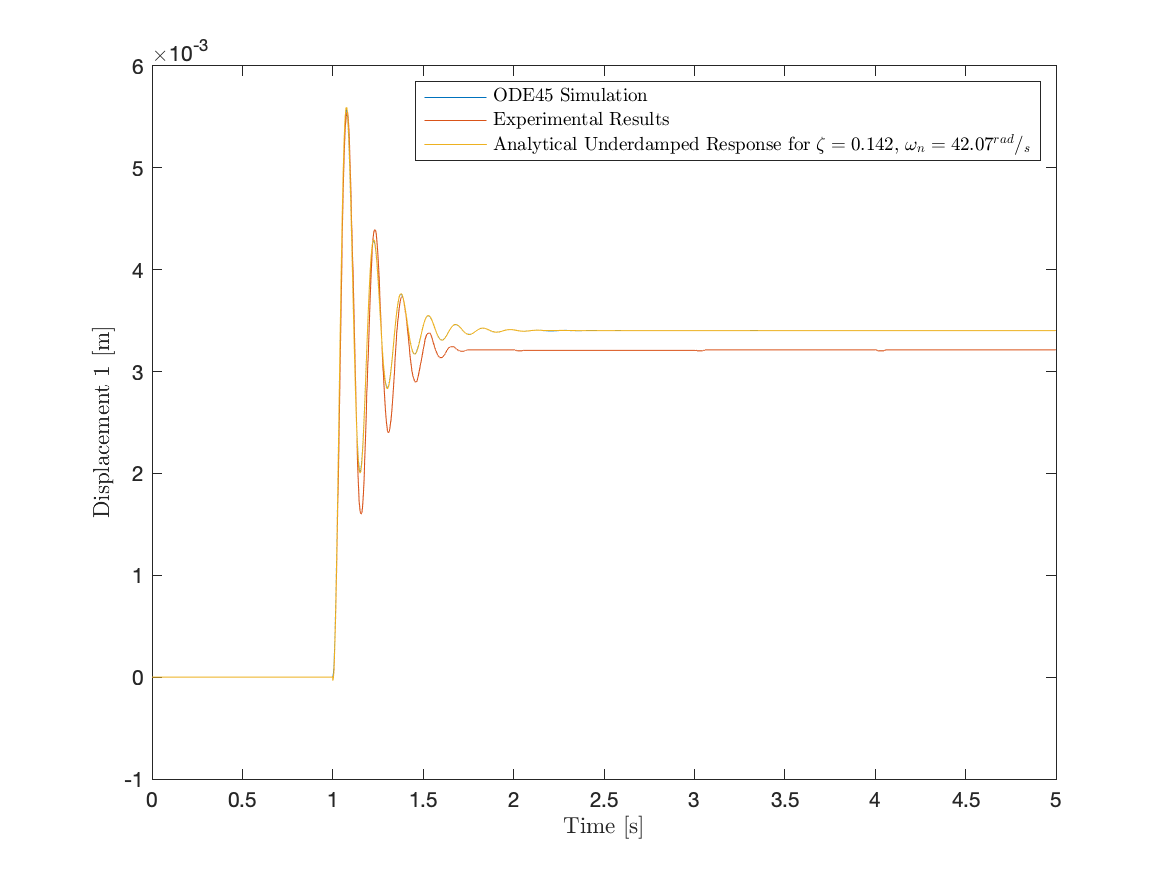 ×10⁻³
6
5
4
3
2
1
0
-1
Displacement 1 [m]
ODE45 Simulation
Experimental Results
Analytical Underdamped Response for ζ = 0.142, ωₙ = 42.07rad/s
0 0.5 1 1.5 2 2.5 3 3.5 4 4.5 5
Time [s]